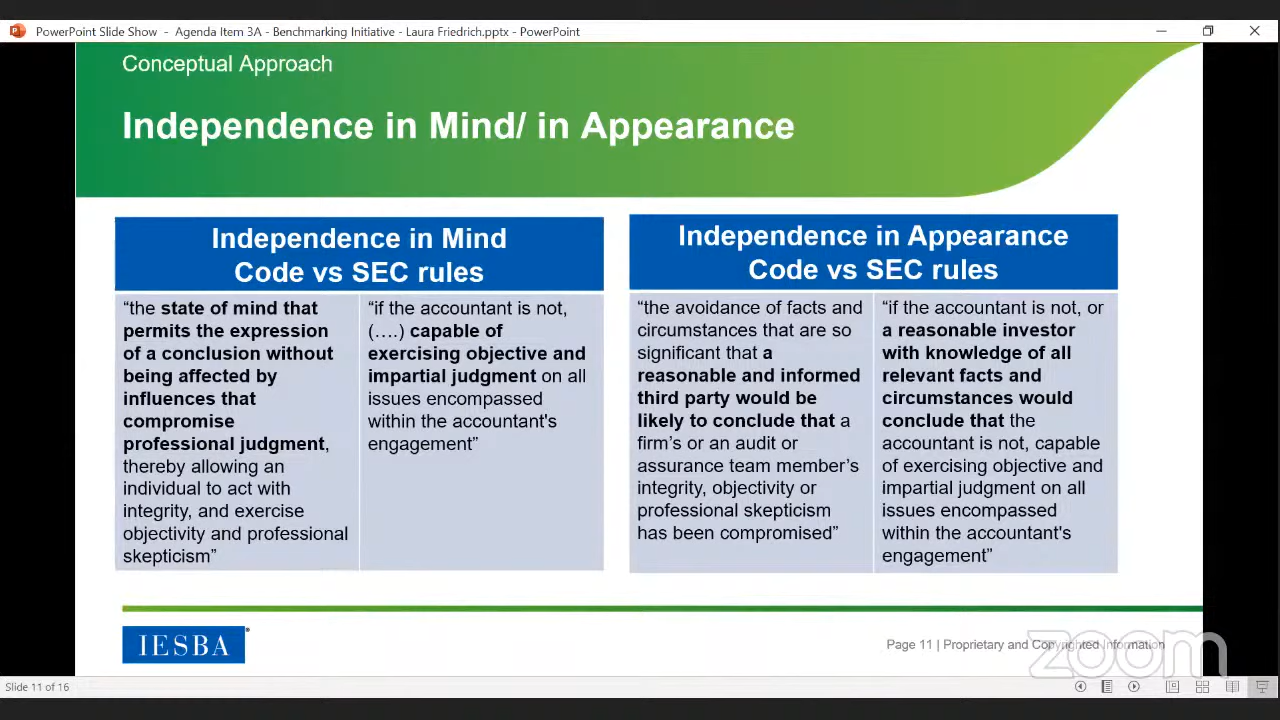 PowerPoint Slide Show - Agenda Item 3A - Benchmarking Initiative - Laura Friedrich.pptx - PowerPoint
Conceptual Approach
Independence in Mind/ in Appearance
Independence in Mind
Code vs SEC rules
“the state of mind that
permits the expression
of a conclusion without
being affected by
influences that
compromise
professional judgment,
thereby allowing an
individual to act with
integrity, and exercise
objectivity and professional
skepticism”
“if the accountant is not,
(….) capable of
exercising objective and
impartial judgment on all
issues encompassed
within the accountant's
engagement”
Independence in Appearance
Code vs SEC rules
“the avoidance of facts and
circumstances that are so
significant that a
reasonable and informed
third party would be
likely to conclude that a
firm’s or an audit or
assurance team member’s
integrity, objectivity or
professional skepticism
has been compromised”
“if the accountant is not, or
a reasonable investor
with knowledge of all
relevant facts and
circumstances would
conclude that the
accountant is not, capable
of exercising objective and
impartial judgment on all
issues encompassed
within the accountant's
engagement”
IESBA
Page 11 | Proprietary and Copyrighted Information
zoom
Slide 11 of 16